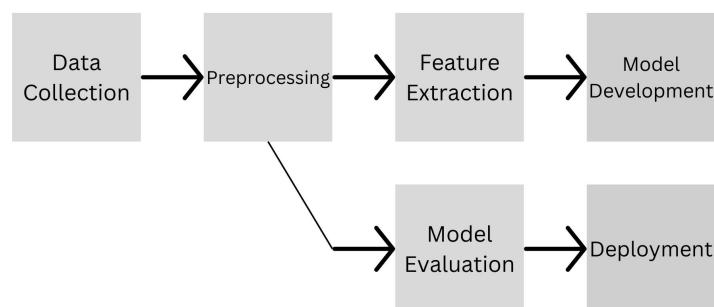 Data
Collection
Preprocessing
Feature
Extraction
Model
Development
Model
Evaluation
Deployment